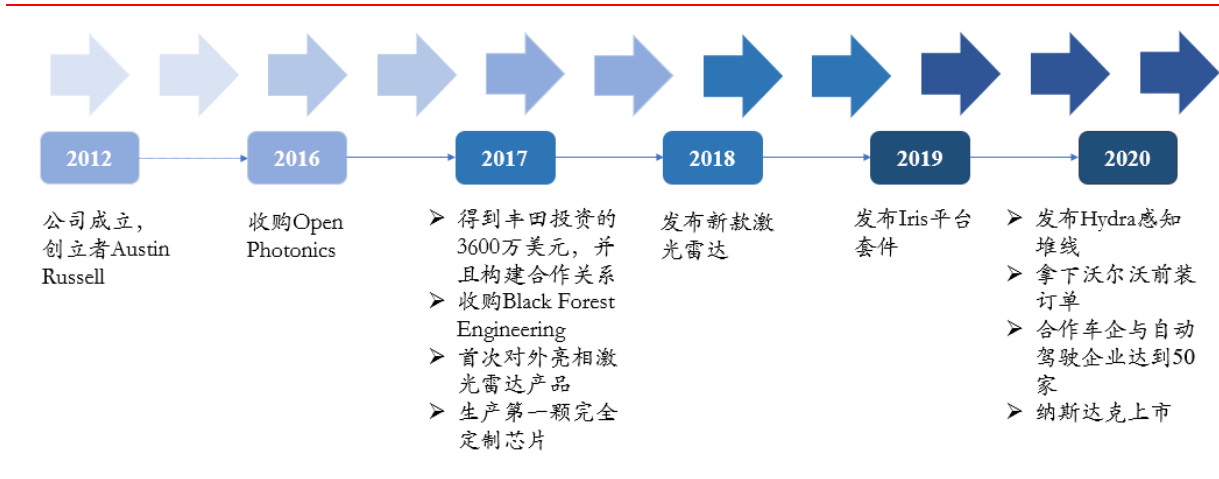 2012
2016
2017
2018
2019
2020
公司成立，
创立者Austin
Russell
收购Open
Photonics
➢ 得到丰田投资的
3600万美元，并
且构建合作关系
➢ 收购Black Forest
Engineering
➢ 首次对外亮相激
光雷达产品
➢ 生产第一颗完全
定制芯片
发布新款激
光雷达
发布Iris平台
套件
➢ 发布Hydra感知
堆线
➢ 拿下沃尔沃前装
订单
➢ 合作车企与自动
驾驶企业达到50
家
➢ 纳斯达克上市